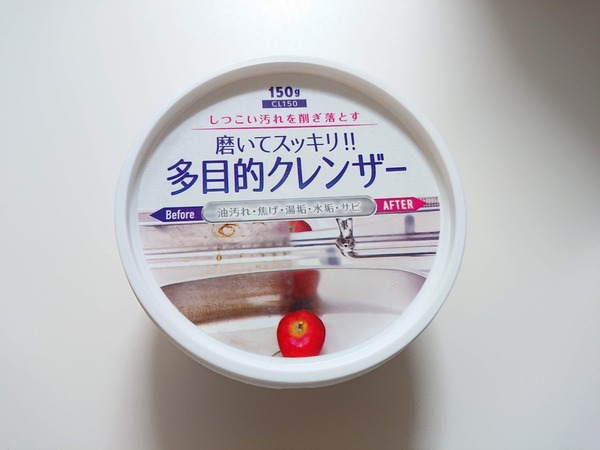 150g
CL150
しつこい汚れを削ぎ落とす
磨いてスッキリ!!
多目的クレンザー
Before 油汚れ・焦げ・湯垢・水垢・サビ AFTER